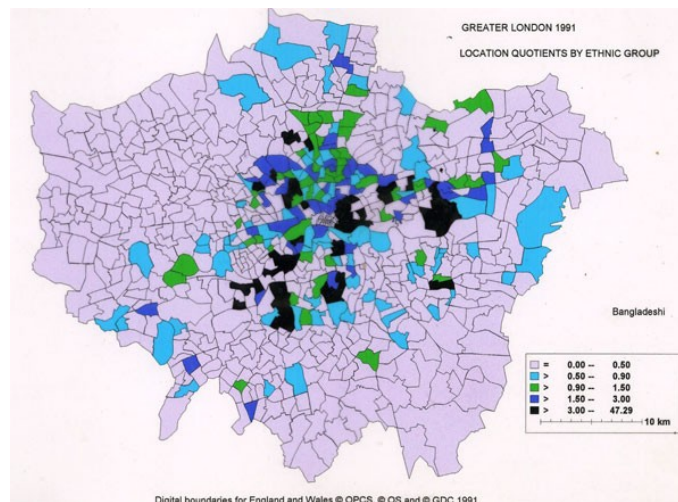 GREATER LONDON 1991
LOCATION QUOTIENTS BY ETHNIC GROUP
Bangladeshi
= 0.00 -- 0.50
> 0.50 -- 0.90
> 0.90 -- 1.50
> 1.50 -- 3.00
> 3.00 -- 47.29
10 km
Digital boundaries for England and Wales © OPCS, © OS and © GDC 1991